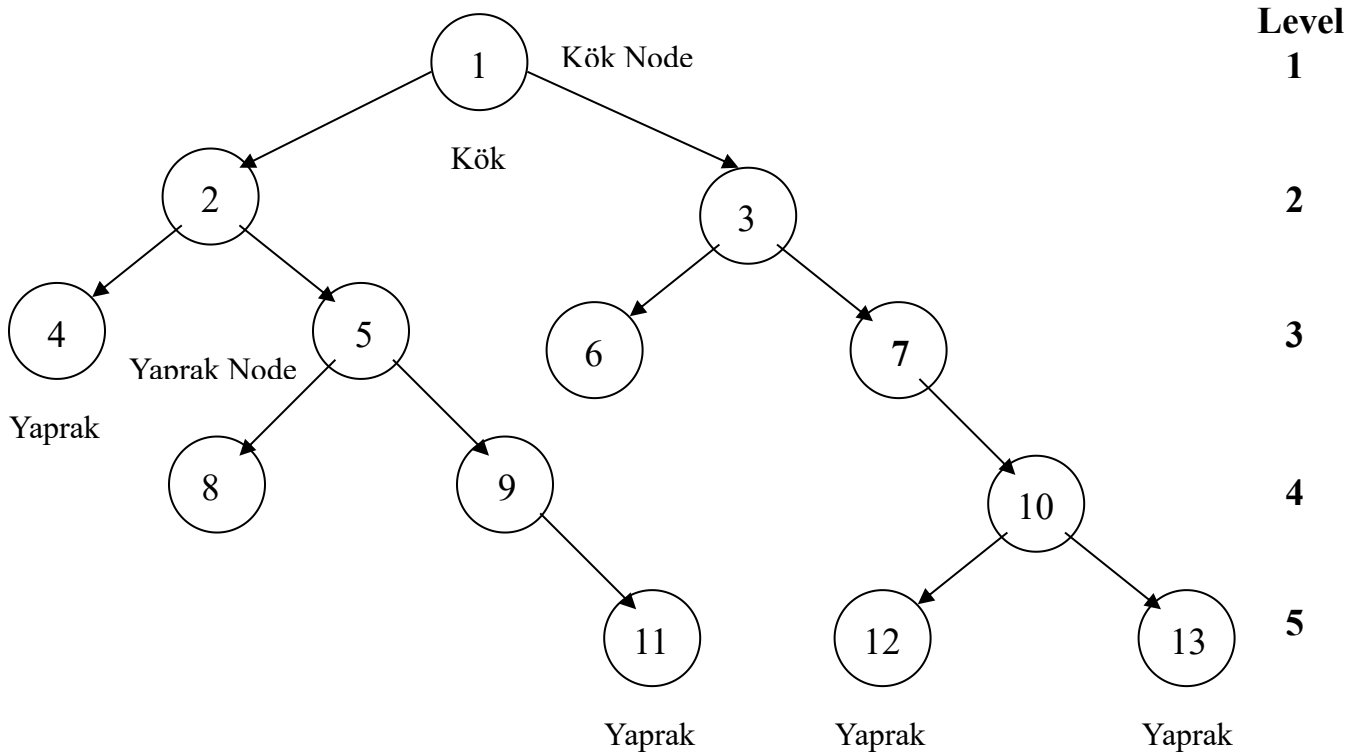 Level
1 Kök Node 1
Kök
2 3 2
4 5 6 7 3
Yaprak Node
Yaprak
8 9 10 4
11 12 13 5
Yaprak Yaprak Yaprak